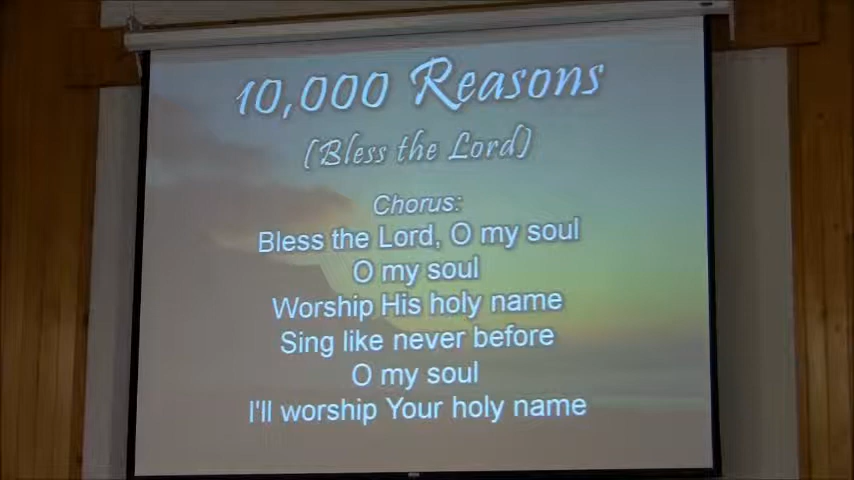 10,000 Reasons
(Bless the Lord)
Chorus:
Bless the Lord, O my soul
O my soul
Worship His holy name
Sing like never before
O my soul
I'll worship Your holy name